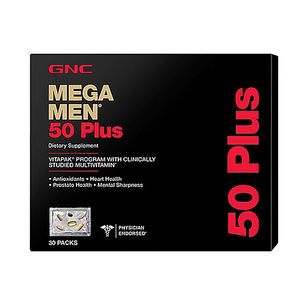 GNC
MEGA
MEN®
50 Plus
Dietary Supplement
VITAPAK® PROGRAM WITH CLINICALLY
STUDIED MULTIVITAMIN*
• Antioxidants • Heart Health
• Prostate Health • Mental Sharpness
PHYSICIAN
ENDORSED†
30 PACKS
50 Plus